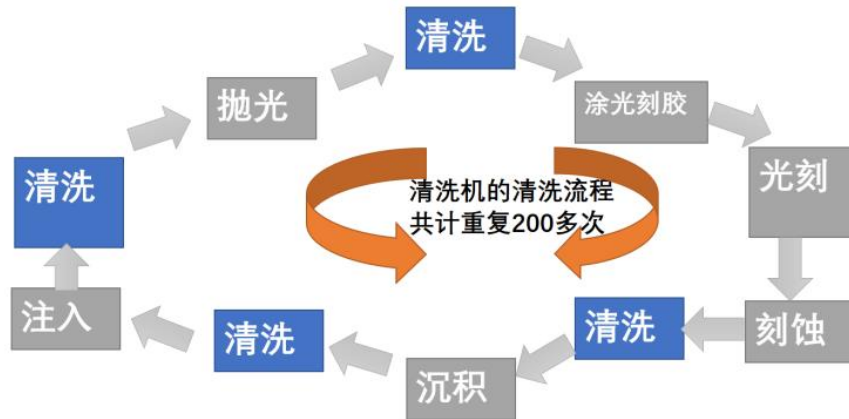 清洗
抛光
涂光刻胶
清洗
光刻
清洗机的清洗流程
共计重复200多次
注入
清洗
清洗
刻蚀
沉积